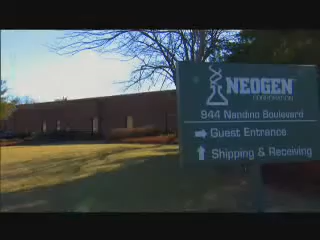 NEOGEN
CORPORATION
944 Nandino Boulevard
Guest Entrance
Shipping & Receiving